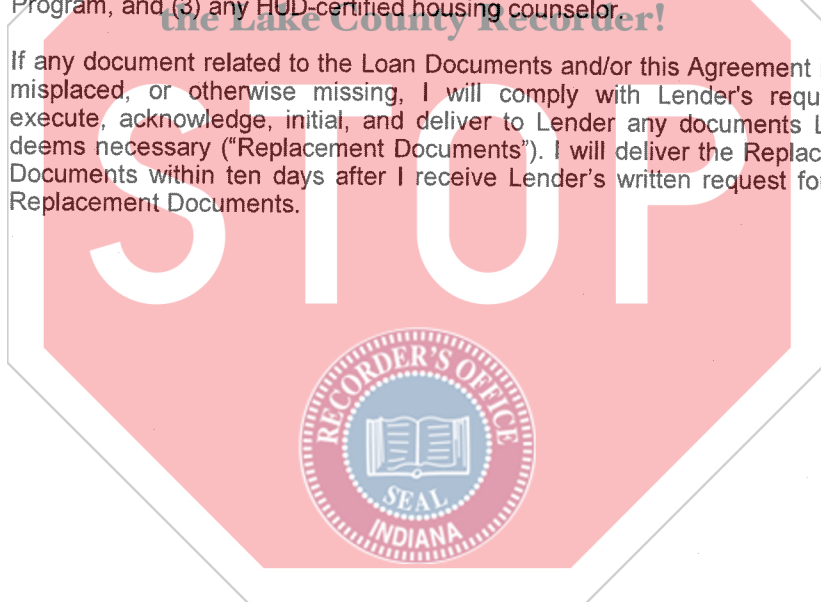 Program, and (3) any HUD-certified housing counselor.
the Lake County Recorder!
If any document related to the Loan Documents and/or this Agreement
misplaced, or otherwise missing, I will comply with Lender's requ
execute, acknowledge, initial, and deliver to Lender any documents L
deems necessary (“Replacement Documents”). I will deliver the Replac
Documents within ten days after I receive Lender’s written request fo
Replacement Documents.
STOP
RECORDER'S OFFICE
SEAL
INDIANA